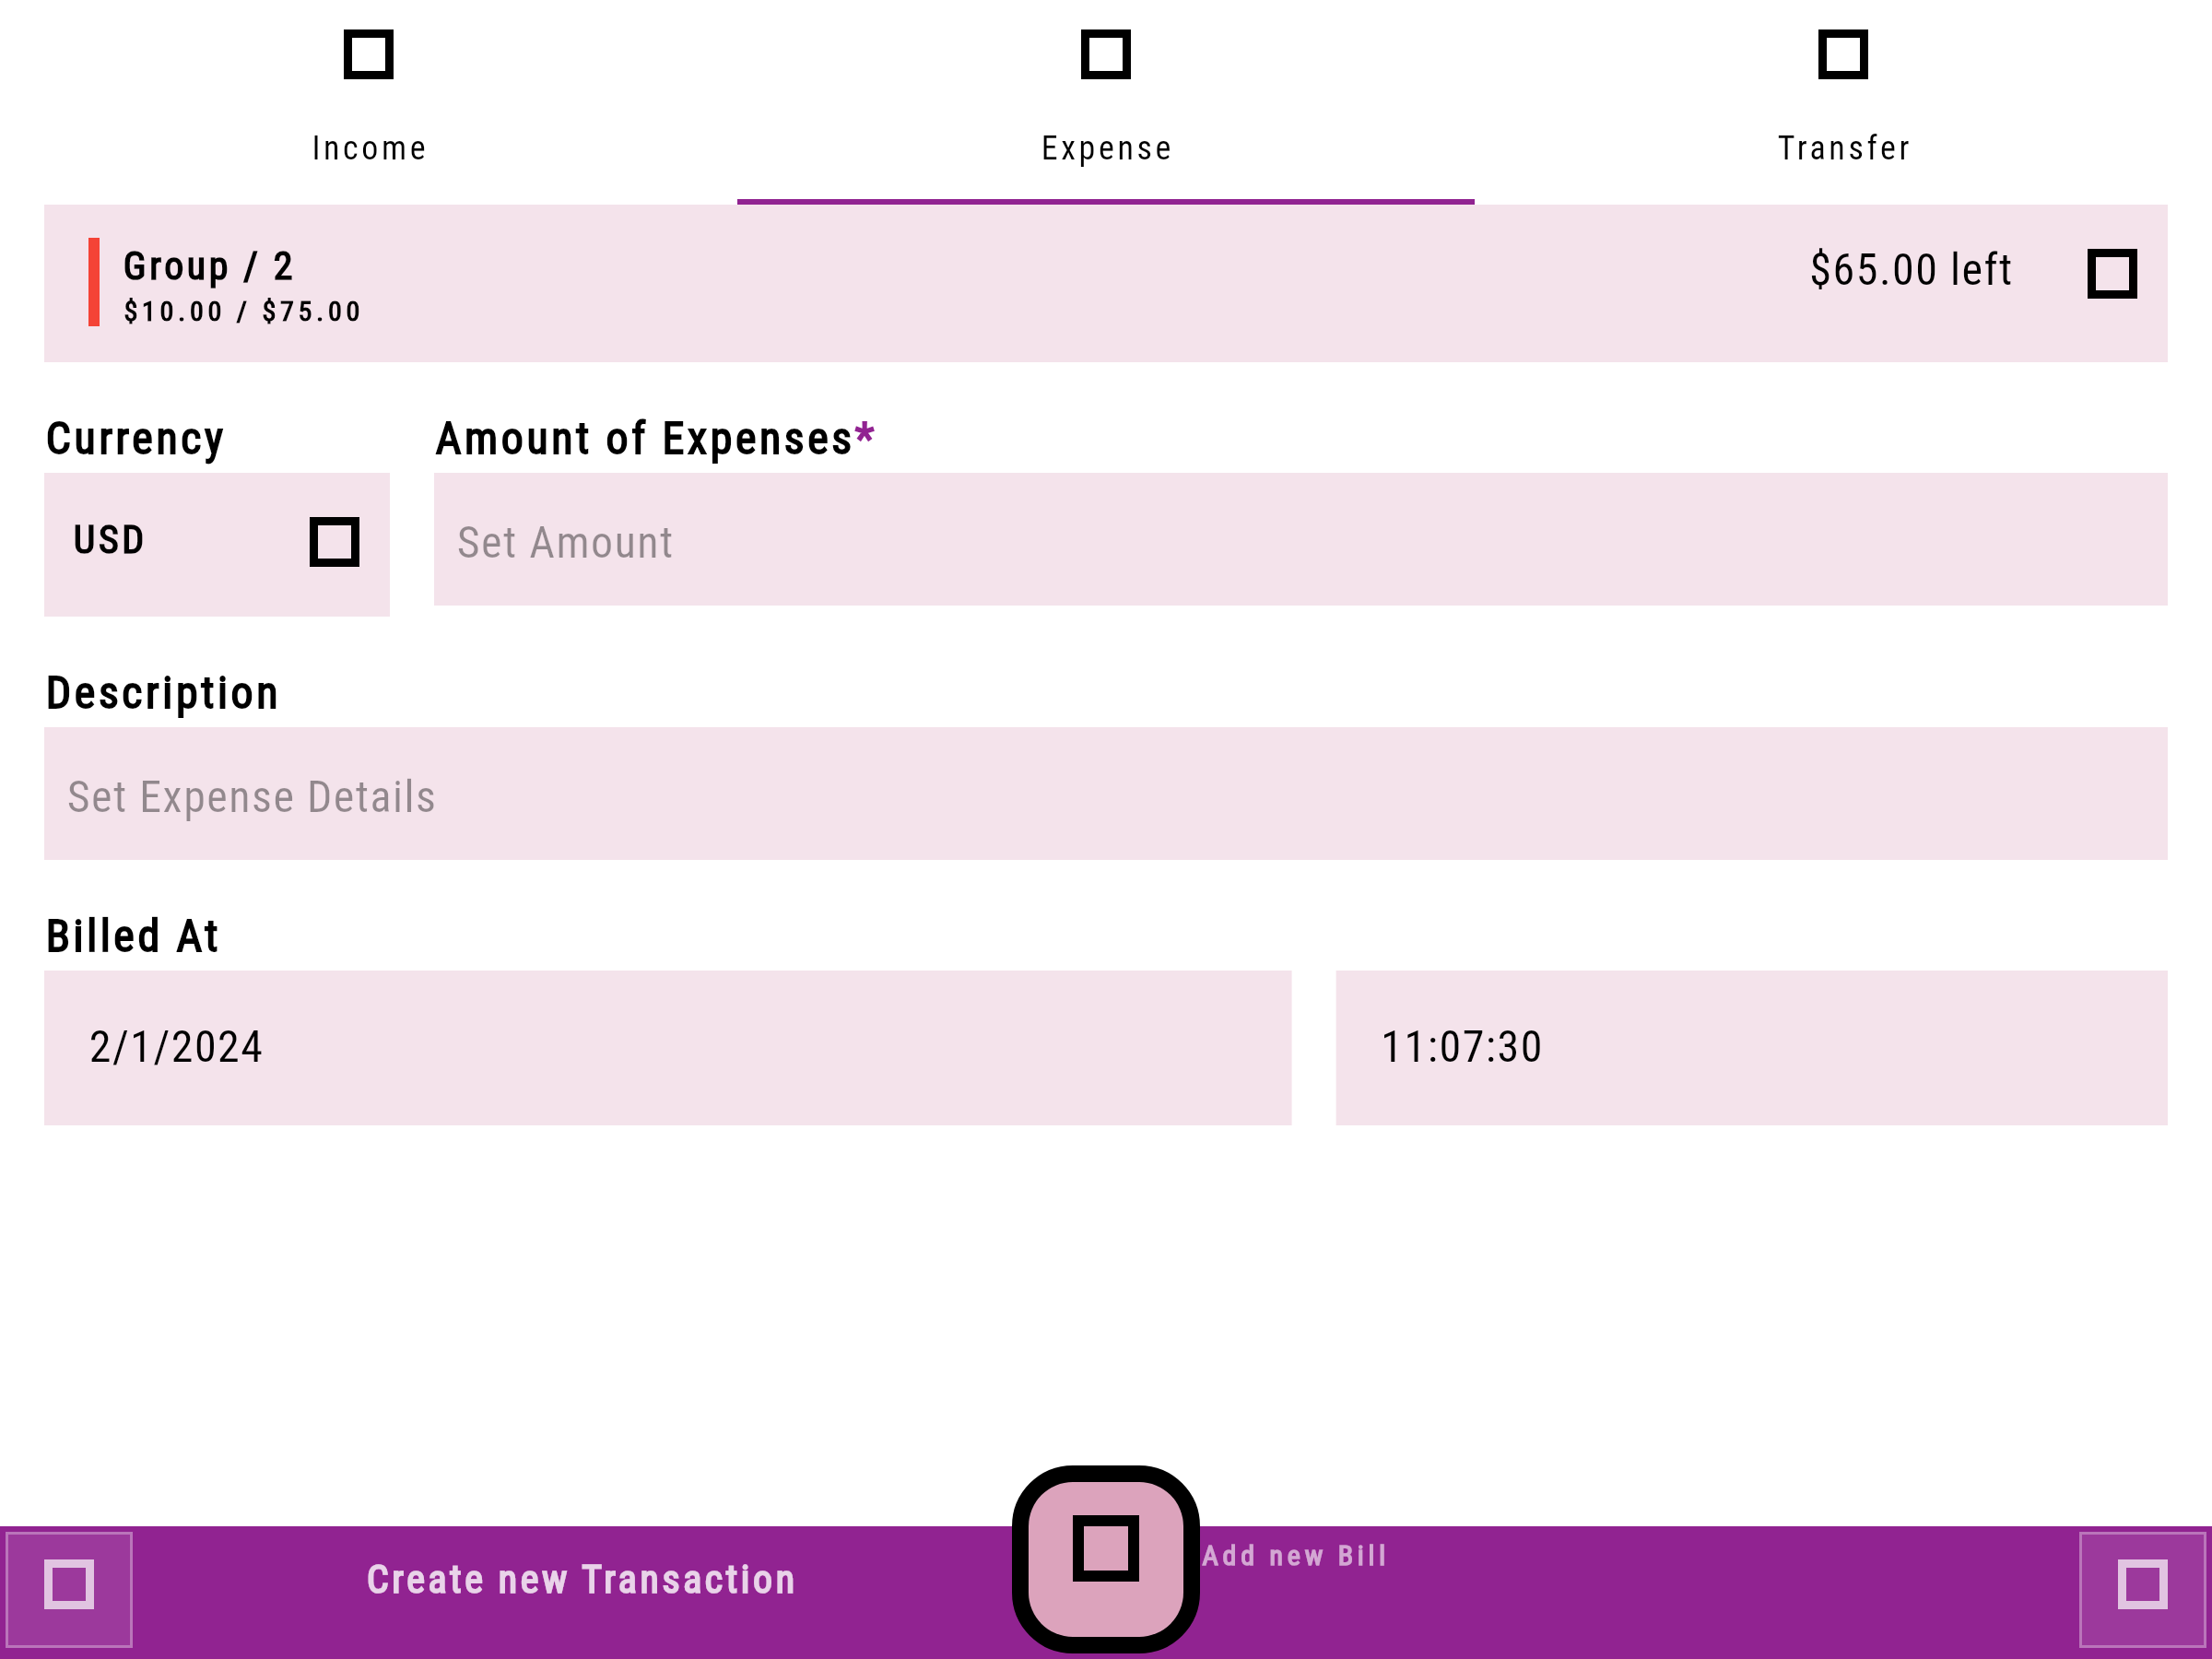 Income
Expense
Transfer
Group / 2
$10.00 / $75.00
$65.00 left
Currency
Amount of Expenses*
USD
Set Amount
Description
Set Expense Details
Billed At
2/1/2024
11:07:30
Create new Transaction
Add new Bill